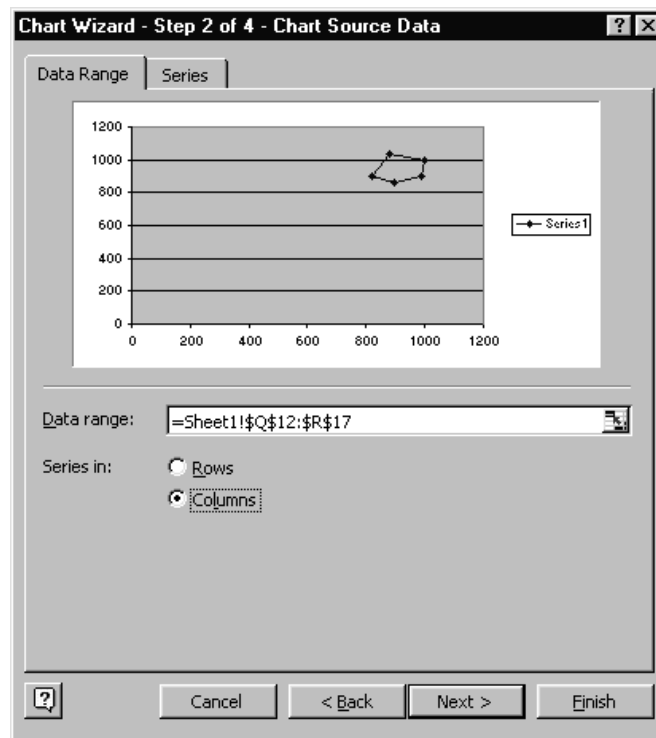 Chart Wizard - Step 2 of 4 - Chart Source Data ? X
Data Range Series
1200
1000
800
600
400
200
0
0 200 400 600 800 1000 1200
Series1
Data range: =Sheet1!$Q$12:$R$17
Series in: Rows
Columns
? Cancel < Back Next > Finish